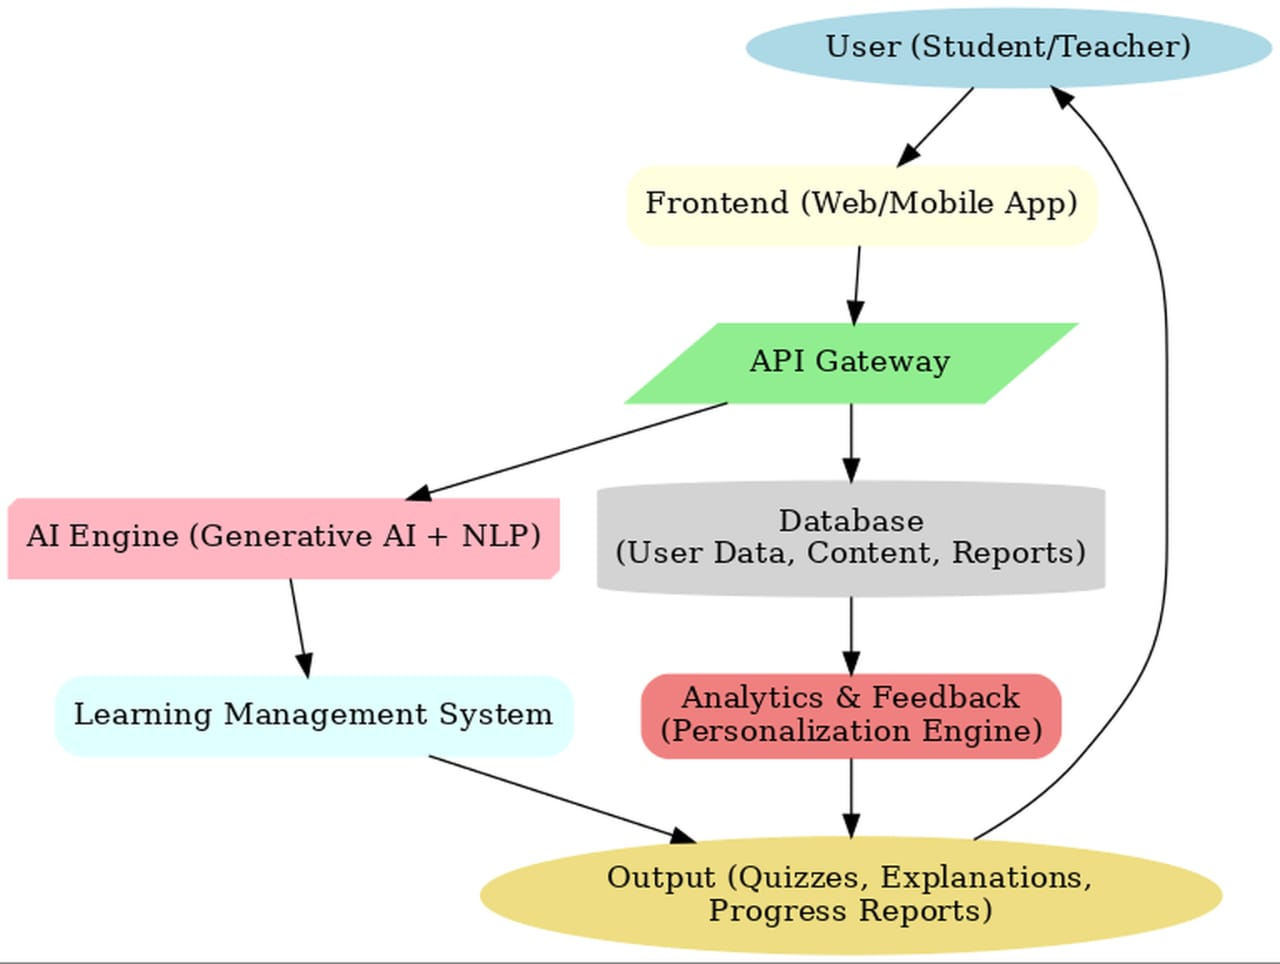 User (Student/Teacher)
Frontend (Web/Mobile App)
API Gateway
AI Engine (Generative AI + NLP)
Database
(User Data, Content, Reports)
Learning Management System
Analytics & Feedback
(Personalization Engine)
Output (Quizzes, Explanations,
Progress Reports)